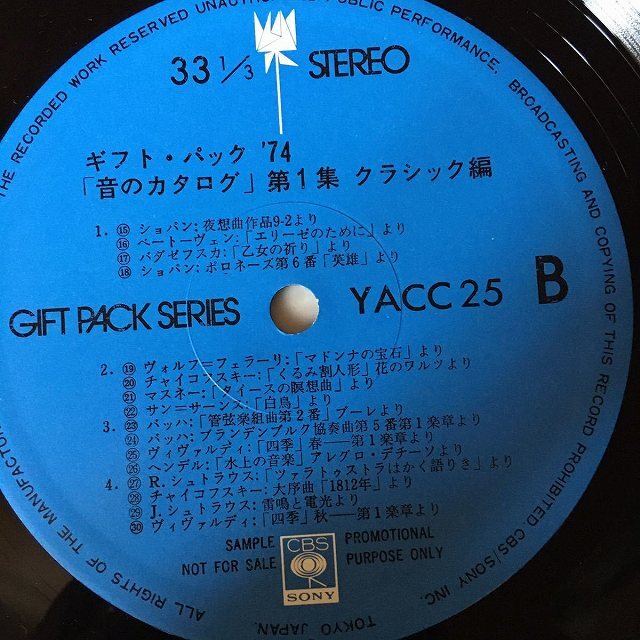 ALL RIGHTS OF THE MANUFACTURER
THE RECORDED WORK RESERVED UNAUTHO
PUBLIC PERFORMANCE. BROADCASTING AND COPYING OF THIS RECORD PROHIBITED CBS/SONY INC.
TOKYO JAPAN.
33 1/3 STEREO
ギフト・パック '74
「音のカタログ」第1集 クラシック編
1. ⑮ ショパン:夜想曲作品9-2より
⑯ ベートーヴェン:「エリーゼのために」より
⑰ バダゼフスカ:「乙女の祈り」より
⑱ ショパン:ポロネーズ第6番「英雄」より
GIFT PACK SERIES YACC 25 B
2. ⑲ ヴォルフ=フェラーリ:「マドンナの宝石」より
⑳ チャイコフスキー:「くるみ割人形」花のワルツより
㉑ マスネー:「タイースの瞑想曲」より
㉒ サン=サーンス:「白鳥」より
3. ㉓ バッハ:「管弦楽組曲第2番」ブーレより
㉔ バッハ:ブランデンブルク協奏曲第5番第1楽章より
㉕ ヴィヴァルディ:「四季」春―第1楽章より
㉖ ヘンデル:「水上の音楽」アレグロ・デチーソより
4. ㉗ R.シュトラウス:「ツァラトゥストラはかく語りき」より
㉘ チャイコフスキー:大序曲「1812年」より
㉙ J.シュトラウス:雷鳴と電光より
㉚ ヴィヴァルディ:「四季」秋―第1楽章より
SAMPLE PROMOTIONAL
NOT FOR SALE PURPOSE ONLY
CBS
SONY